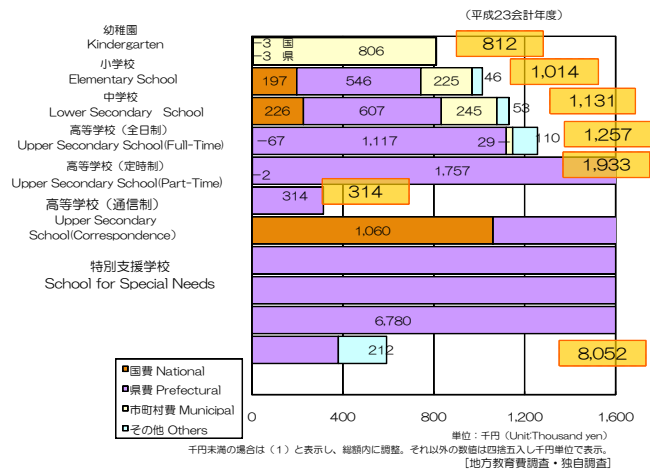 （平成23会計年度）
幼稚園
Kindergarten
3 国
3 県
806
812
小学校
Elementary School
197
546
225
46
1,014
中学校
Lower Secondary School
226
607
245
53
1,131
高等学校（全日制）
Upper Secondary School(Full-Time)
67
1,117
29
110
1,257
高等学校（定時制）
Upper Secondary School(Part-Time)
2
1,757
1,933
高等学校（通信制）
Upper Secondary
School(Correspondence）
314
314
1,060
特別支援学校
School for Special Needs
6,780
212
8,052
国費 National
県費 Prefectural
市町村費 Municipal
その他 Others
0
400
800
1,200
1,600
単位：千円（Unit:Thousand yen）
千円未満の場合は（1）と表示し、総額内に調整。それ以外の数値は四捨五入し千円単位で表示。
[地方教育費調査・独自調査]